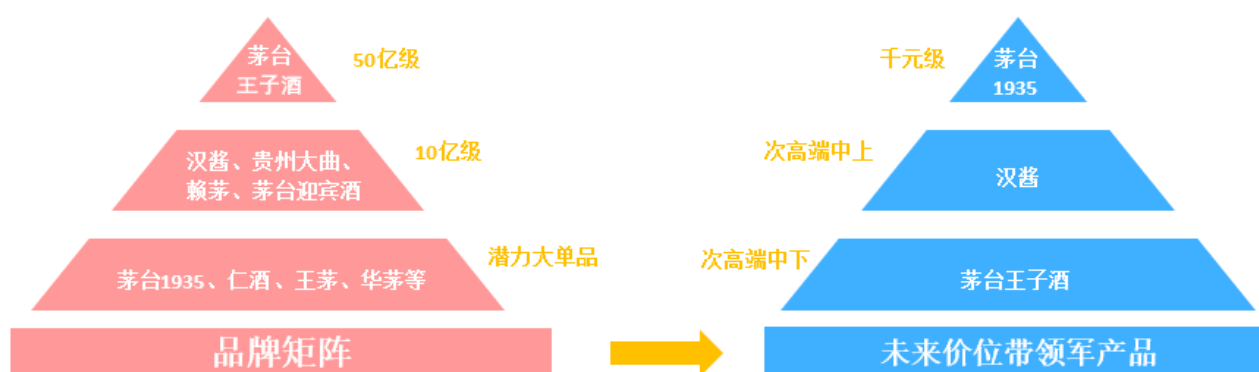 茅台
王子酒
50亿级
汉酱、贵州大曲、
赖茅、茅台迎宾酒
10亿级
茅台1935、仁酒、王茅、华茅等
潜力大单品
品牌矩阵
千元级
茅台
1935
次高端中上
汉酱
次高端中下
茅台王子酒
未来价位带领军产品